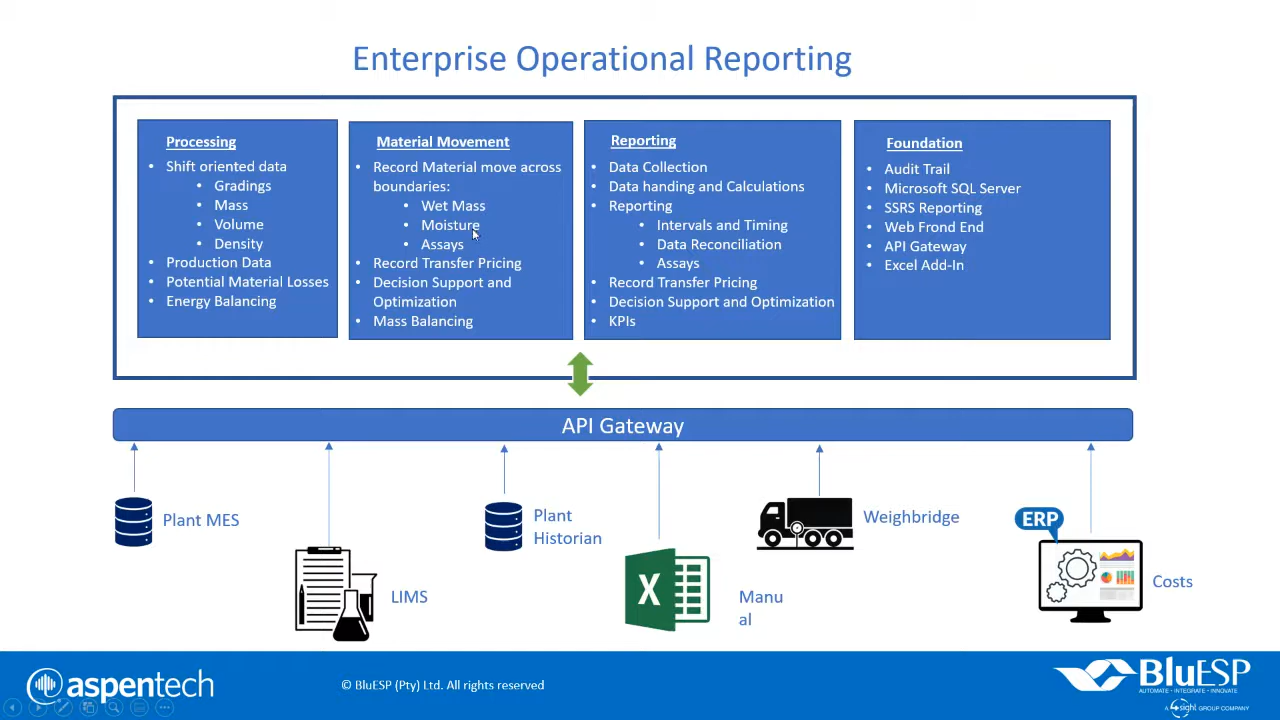 Enterprise Operational Reporting
Processing
• Shift oriented data
• Gradings
• Mass
• Volume
• Density
• Production Data
• Potential Material Losses
• Energy Balancing
Material Movement
• Record Material move across
boundaries:
• Wet Mass
• Moisture
• Assays
• Record Transfer Pricing
• Decision Support and
Optimization
• Mass Balancing
Reporting
• Data Collection
• Data handing and Calculations
• Reporting
• Intervals and Timing
• Data Reconciliation
• Assays
• Record Transfer Pricing
• Decision Support and Optimization
• KPIs
Foundation
• Audit Trail
• Microsoft SQL Server
• SSRS Reporting
• Web Frond End
• API Gateway
• Excel Add-In
API Gateway
Plant MES
LIMS
Plant
Historian
X
Manu
al
Weighbridge
ERP
Costs
aspentech
© BluESP (Pty) Ltd. All rights reserved
BluESP
AUTOMATE • INTEGRATE • INNOVATE
A 4sight GROUP COMPANY